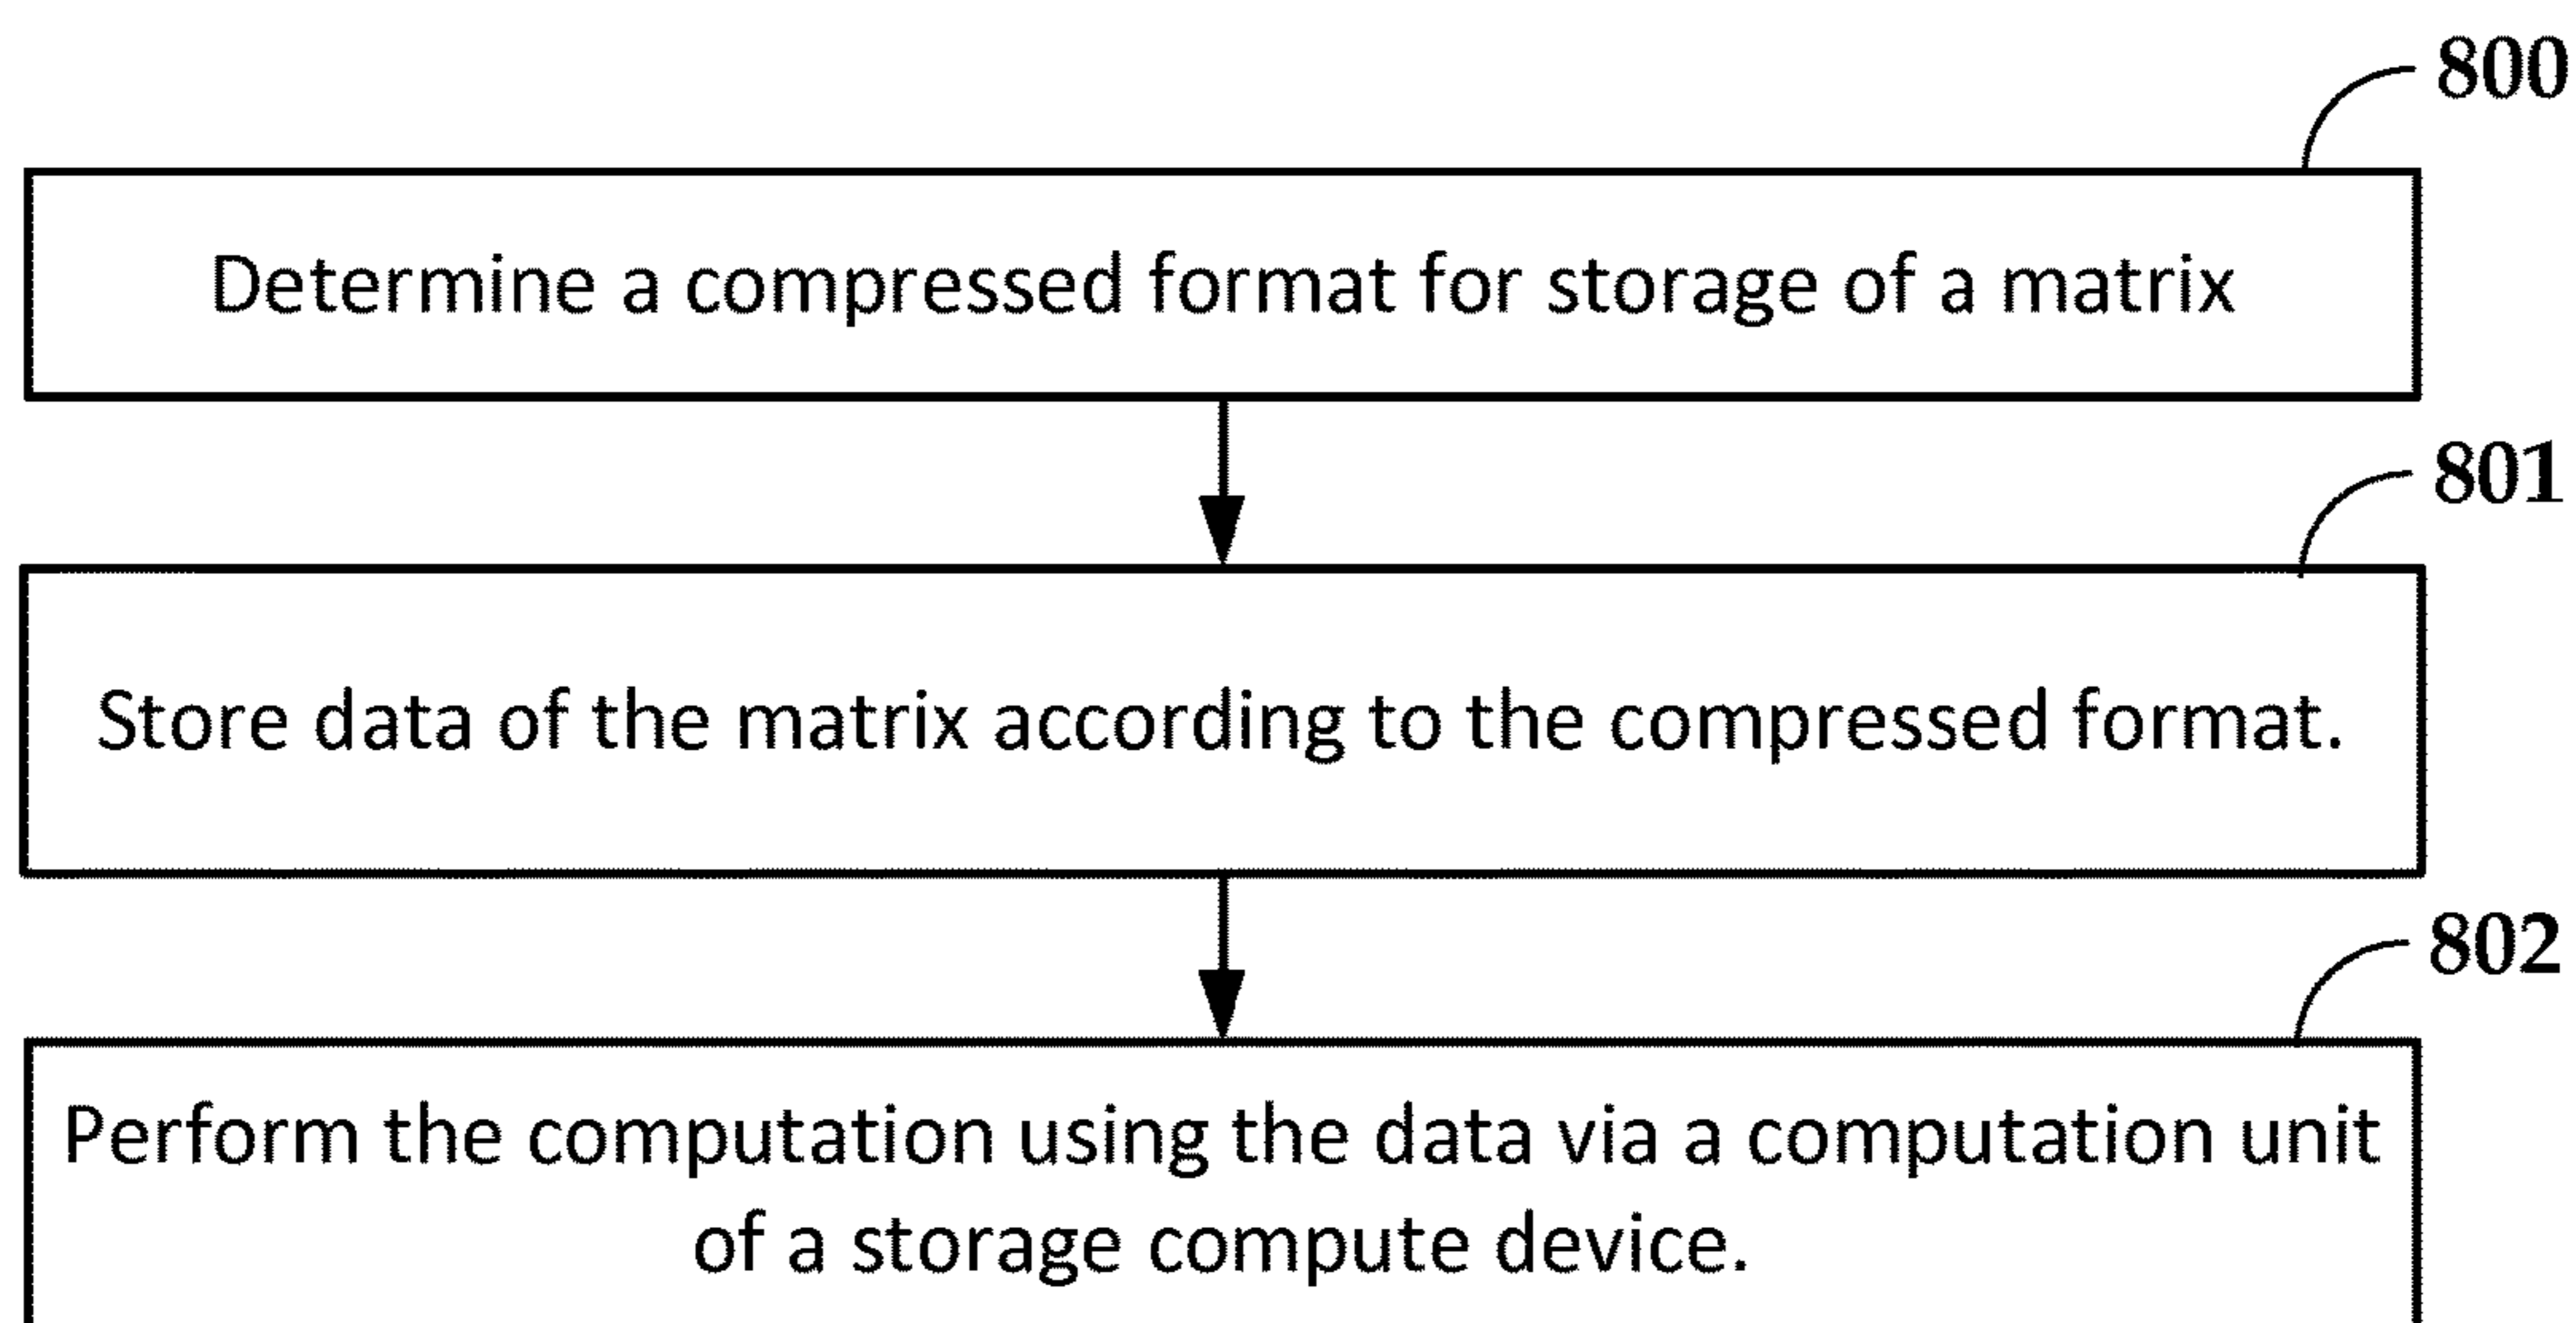 800
Determine a compressed format for storage of a matrix
801
Store data of the matrix according to the compressed format.
802
Perform the computation using the data via a computation unit
of a storage compute device.